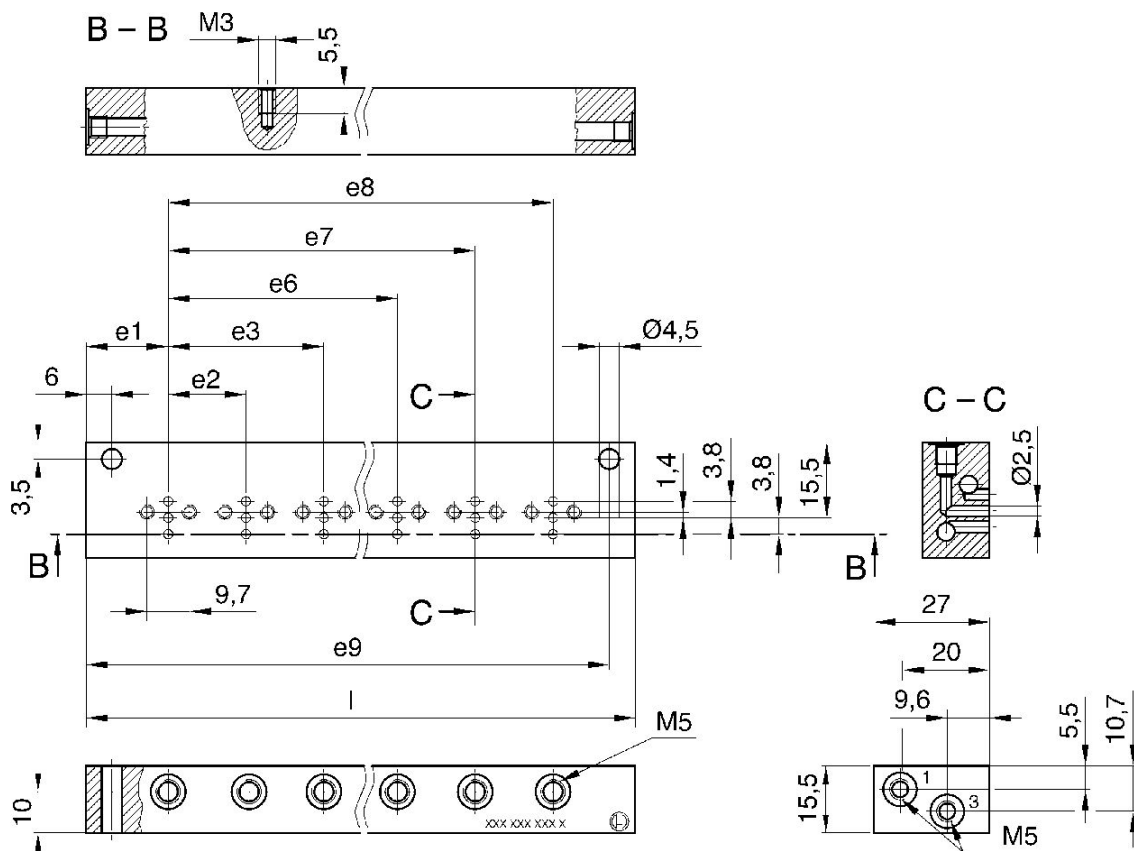 B – B
M3
5,5
e8
e7
e6
e1
e3
Ø4,5
6
e2
C
C – C
3,5
1,4
3,8
3,8
15,5
Ø2,5
B
B
9,7
C
27
e9
20
l
9,6
M5
5,5
10,7
10
15,5
1
3
XXX XXX XXX X
L
M5